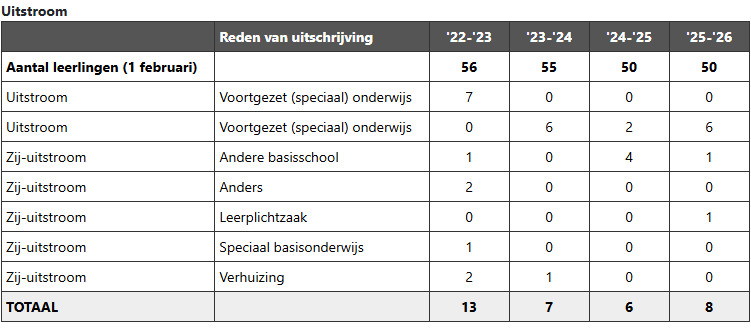 Uitstroom
Reden van uitschrijving '22-'23 '23-'24 '24-'25 '25-'26
Aantal leerlingen (1 februari) 56 55 50 50
Uitstroom Voortgezet (speciaal) onderwijs 7 0 0 0
Uitstroom Voortgezet (speciaal) onderwijs 0 6 2 6
Zij-uitstroom Andere basisschool 1 0 4 1
Zij-uitstroom Anders 2 0 0 0
Zij-uitstroom Leerplichtzaak 0 0 0 1
Zij-uitstroom Speciaal basisonderwijs 1 0 0 0
Zij-uitstroom Verhuizing 2 1 0 0
TOTAAL 13 7 6 8